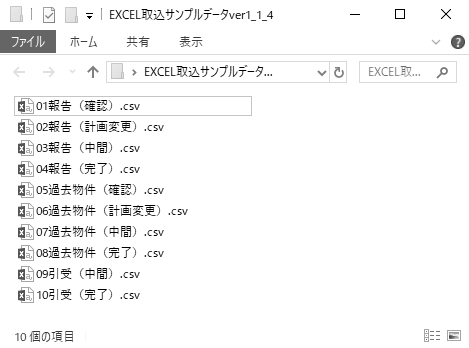 EXCEL取込サンプルデータver1_1_4
ファイル ホーム 共有 表示
EXCEL取込サンプルデータ... EXCEL取...
01報告（確認）.csv
02報告（計画変更）.csv
03報告（中間）.csv
04報告（完了）.csv
05過去物件（確認）.csv
06過去物件（計画変更）.csv
07過去物件（中間）.csv
08過去物件（完了）.csv
09引受（中間）.csv
10引受（完了）.csv
10 個の項目